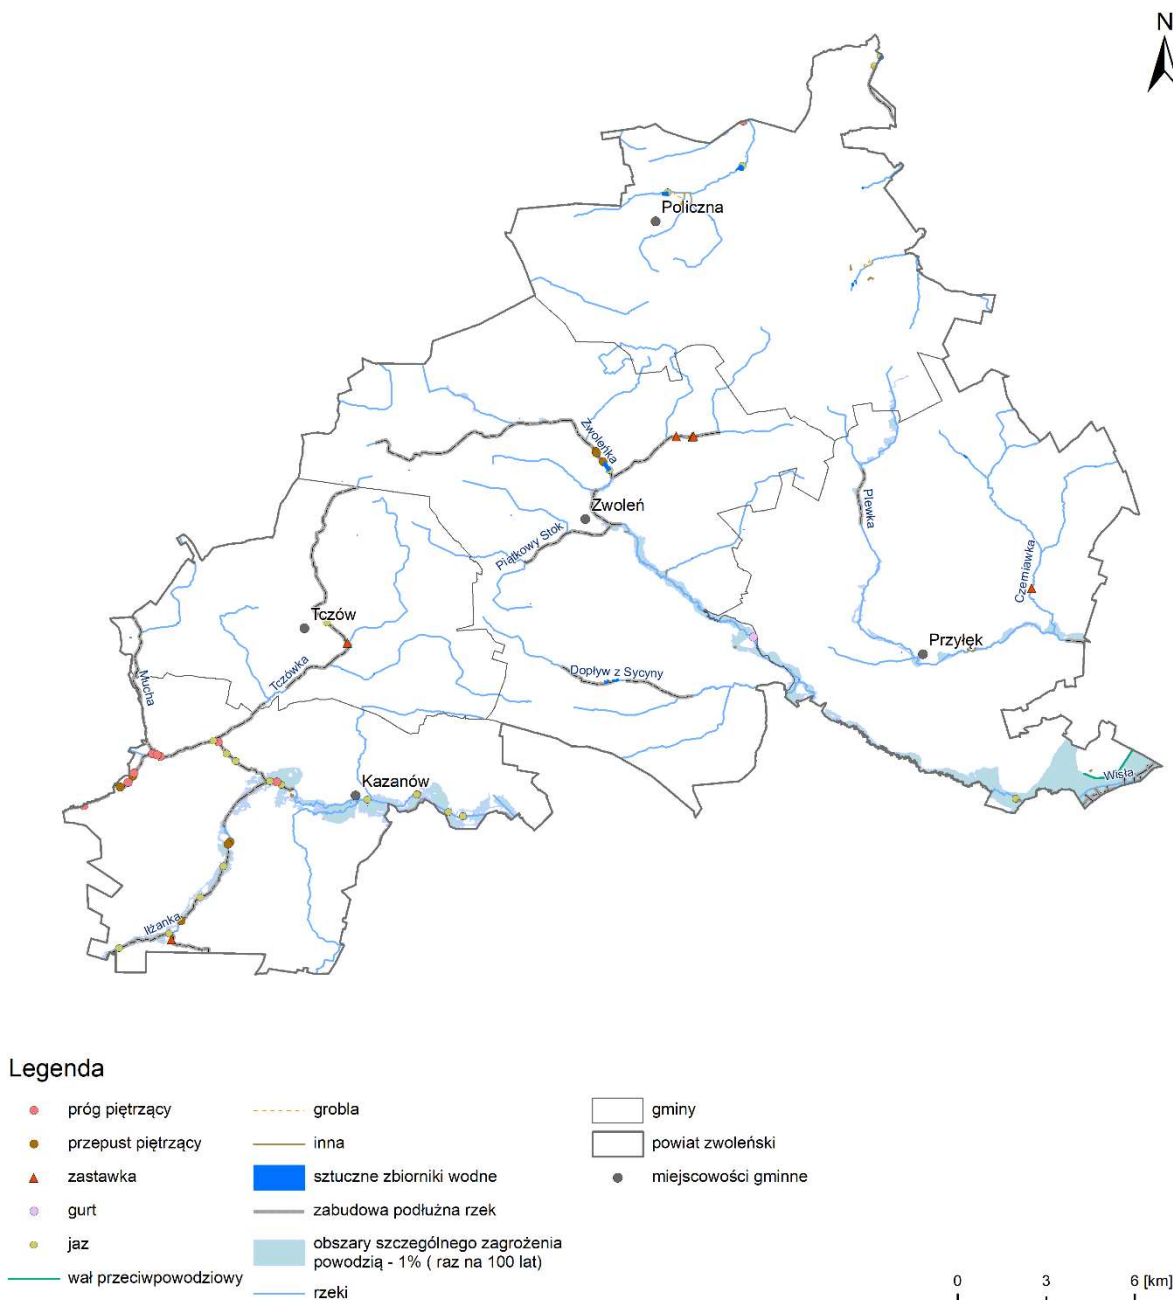 N
Policzna
Zwoleńka
Zwoleń
Piątkowy Stok
Plewka
Czerniawka
Tczów
Przyłęk
Tczówka
Mucha
Dopływ z Sycyny
Kazanów
Wisła
Iłżanka
Legenda
próg piętrzący
grobla
gminy
przepust piętrzący
inna
powiat zwoleński
zastawka
sztuczne zbiorniki wodne
miejscowości gminne
gurt
zabudowa podłużna rzek
jaz
obszary szczególnego zagrożenia
powodzią - 1% ( raz na 100 lat)
wał przeciwpowodziowy
rzeki
0 3 6 [km]